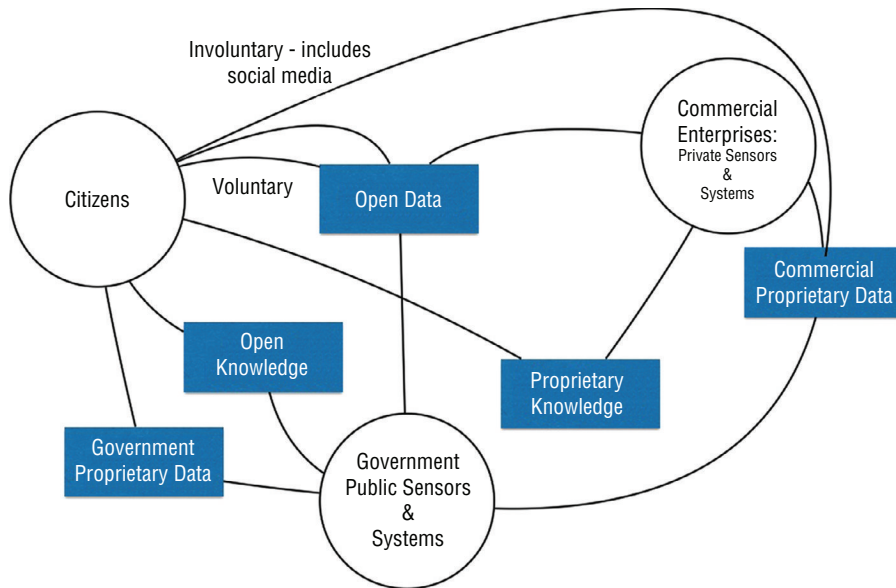 Involuntary - includes
social media
Commercial
Enterprises:
Private Sensors
&
Systems
Citizens
Voluntary
Open Data
Commercial
Proprietary Data
Open
Knowledge
Proprietary
Knowledge
Government
Proprietary Data
Government
Public Sensors
&
Systems